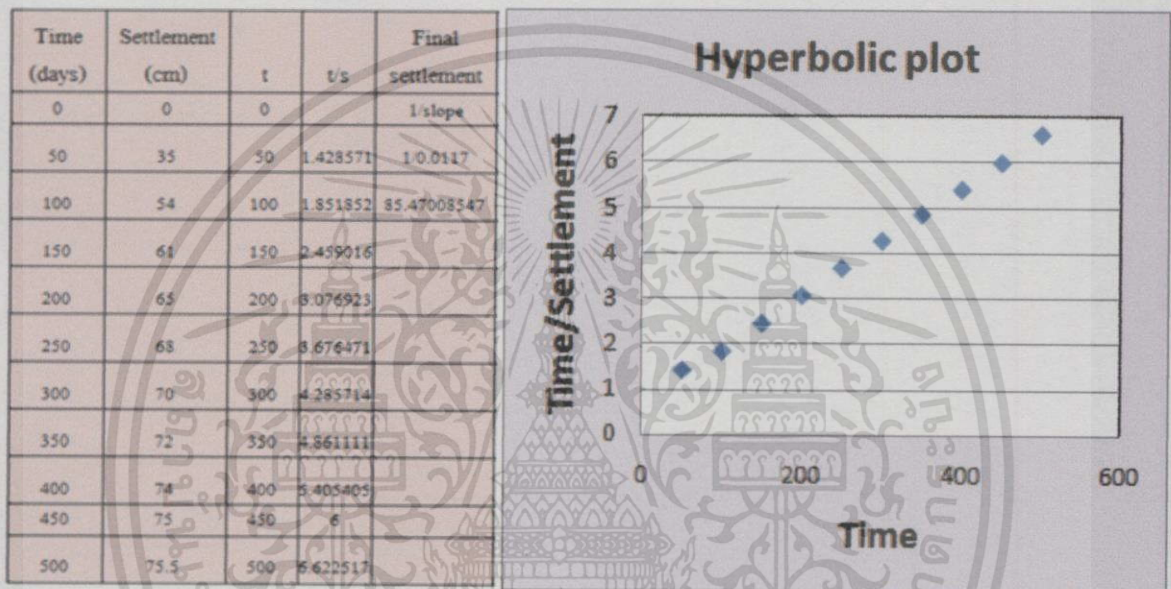 Time Settlement Final
(days) (cm) t t/s settlement
0 0 0 1/slope
50 35 50 1.428571 1/0.0117
100 54 100 1.851852 85.47008547
150 61 150 2.459016
200 65 200 3.076923
250 68 250 3.676471
300 70 300 4.285714
350 72 350 4.861111
400 74 400 5.405405
450 75 450 6
500 75.5 500 6.622517
Hyperbolic plot
Time/Settlement
7
6
5
4
3
2
1
0
0 200 400 600
Time